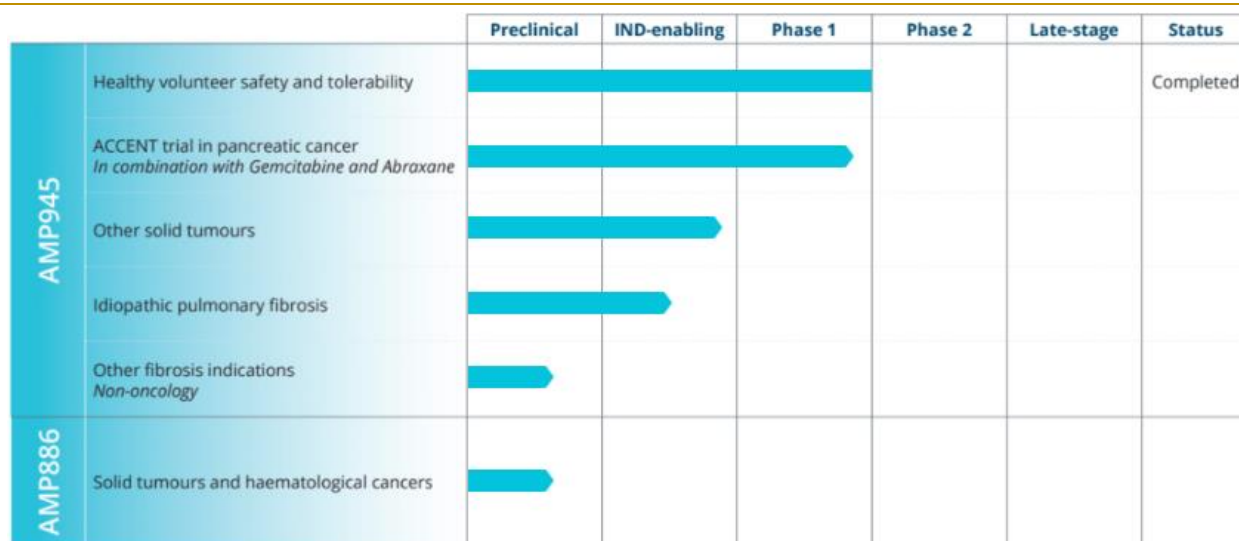 Preclinical IND-enabling Phase 1 Phase 2 Late-stage Status
AMP945
Healthy volunteer safety and tolerability Completed
ACCENT trial in pancreatic cancer
In combination with Gemcitabine and Abraxane
Other solid tumours
Idiopathic pulmonary fibrosis
Other fibrosis indications
Non-oncology
AMP886
Solid tumours and haematological cancers